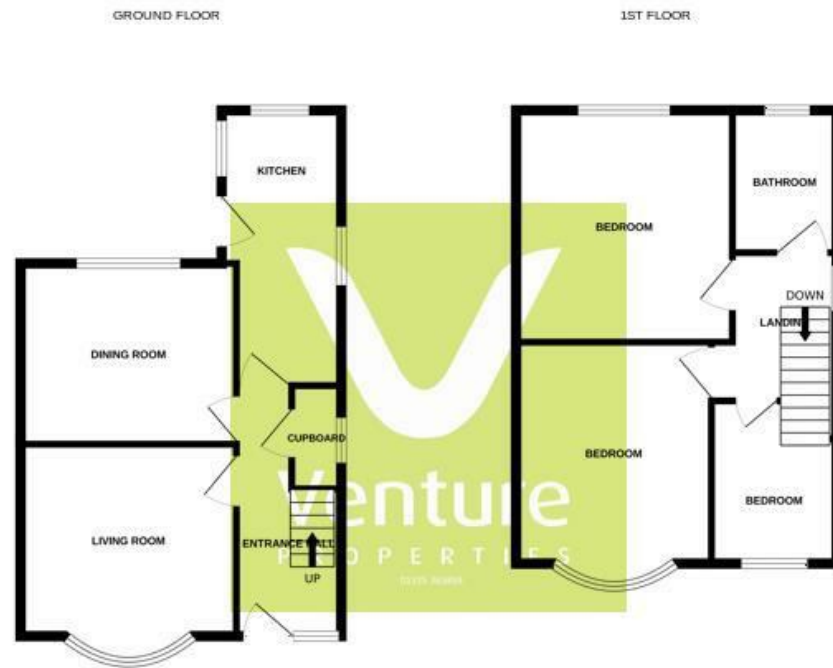 GROUND FLOOR
1ST FLOOR
KITCHEN
DINING ROOM
CUPBOARD
LIVING ROOM
ENTRANCE HALL
UP
BATHROOM
BEDROOM
DOWN
LANDING
BEDROOM
BEDROOM
Venture
PROPERTIES